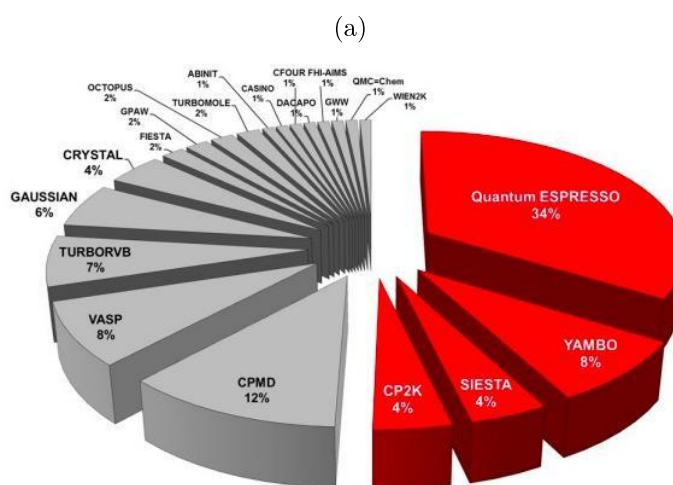 (a)
ABINIT
1%
CFOUR FHI-AIMS
1% 1%
QMC=Chem
1%
OCTOPUS
2%
CASINO
1%
WIEN2K
1%
TURBOMOLE
2%
DACAPO
1%
GWW
1%
GPAW
2%
FIESTA
2%
CRYSTAL
4%
GAUSSIAN
6%
TURBORVB
7%
VASP
8%
CPMD
12%
CP2K
4%
SIESTA
4%
YAMBO
8%
Quantum ESPRESSO
34%